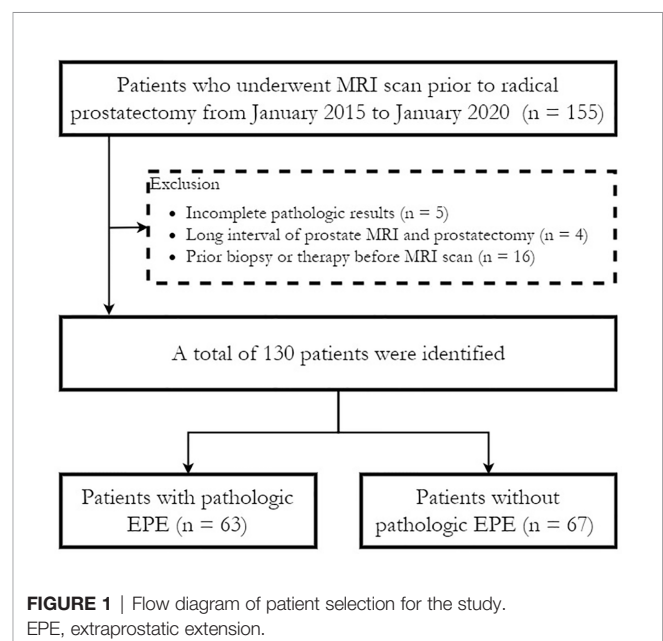 Patients who underwent MRI scan prior to radical
prostatectomy from January 2015 to January 2020 (n = 155)
Exclusion
• Incomplete pathologic results (n = 5)
• Long interval of prostate MRI and prostatectomy (n = 4)
• Prior biopsy or therapy before MRI scan (n = 16)
A total of 130 patients were identified
Patients with pathologic
EPE (n = 63)
Patients without
pathologic EPE (n = 67)
FIGURE 1 | Flow diagram of patient selection for the study.
EPE, extraprostatic extension.